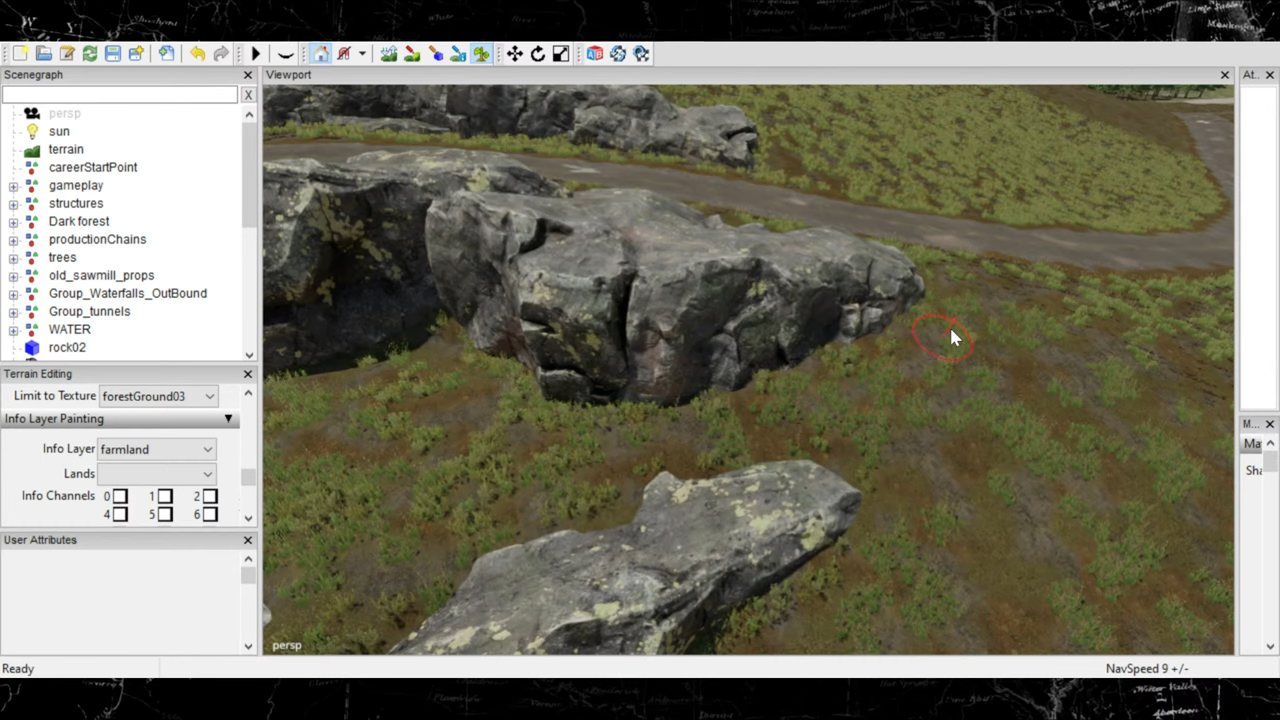 Scenegraph
X
persp
sun
terrain
careerStartPoint
gameplay
structures
Dark forest
productionChains
trees
old_sawmill_props
Group_Waterfalls_OutBound
Group_tunnels
WATER
rock02
Terrain Editing
Limit to Texture forestGround03
Info Layer Painting
Info Layer farmland
Lands
Info Channels 0 1 2
4 5 6
User Attributes
Ready
Viewport
persp
NavSpeed 9 +/-
At..
M...
Ma
Sha